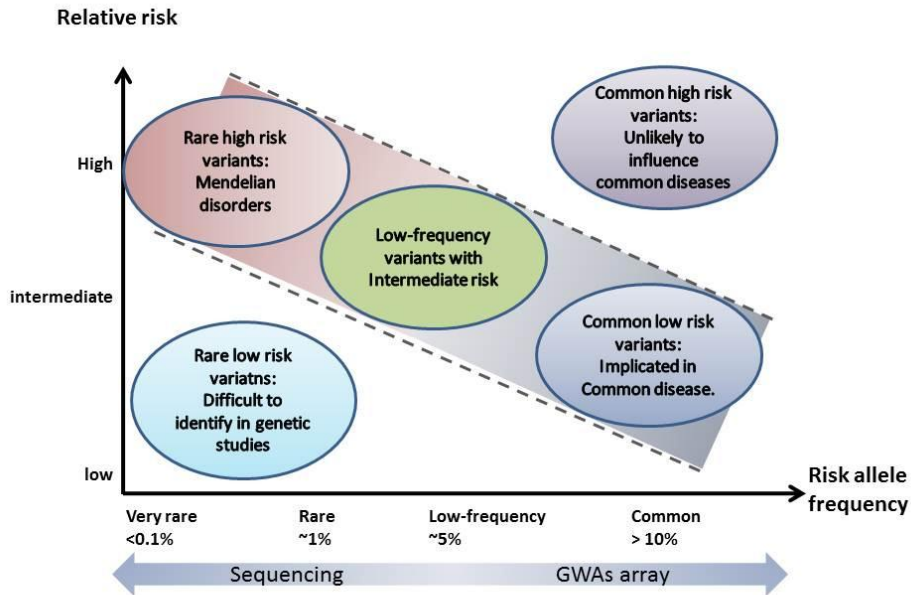 Relative risk
High
intermediate
low
Rare high risk
variants:
Mendelian
disorders
Common high risk
variants:
Unlikely to
influence
common diseases
Low-frequency
variants with
Intermediate risk
Rare low risk
variatns:
Difficult to
identify in genetic
studies
Common low risk
variants:
Implicated in
Common disease.
Risk allele
frequency
Very rare
<0.1%
Rare
~1%
Low-frequency
~5%
Common
> 10%
Sequencing
GWAs array